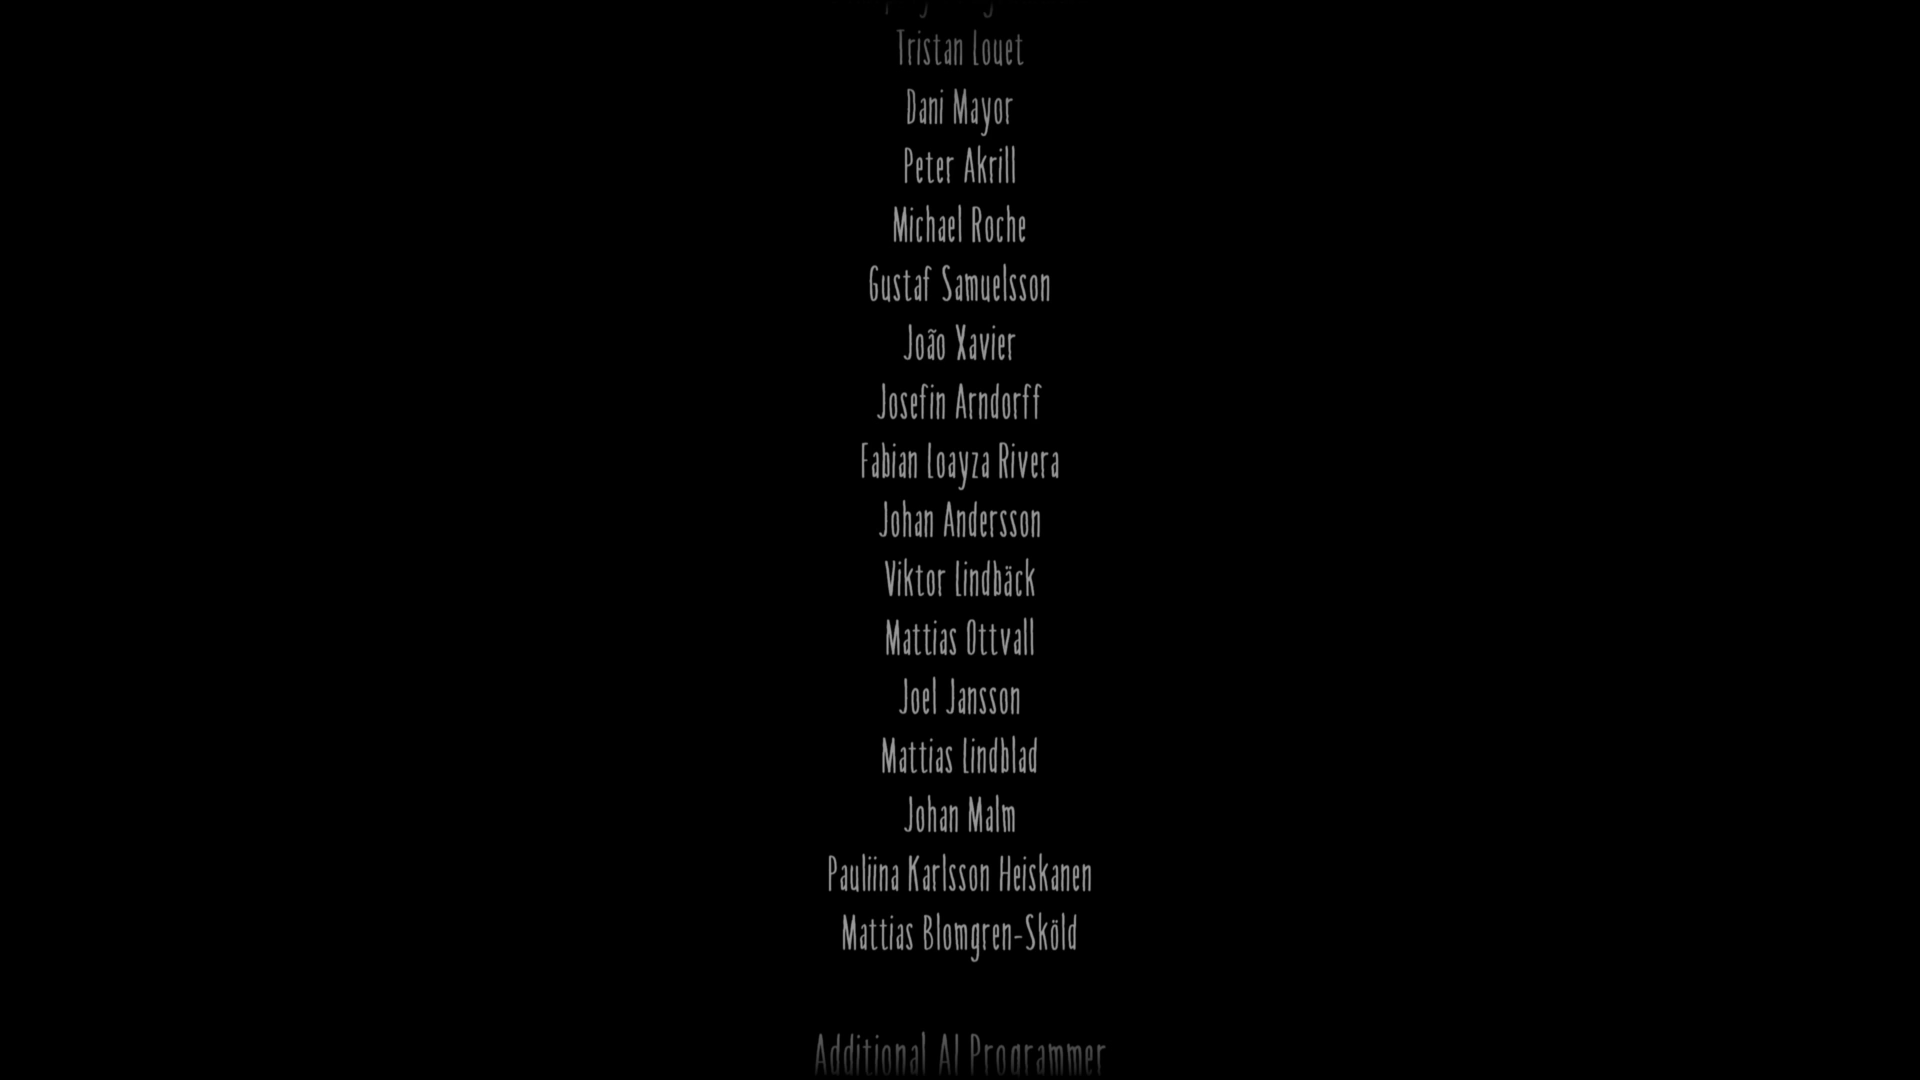 Tristan Louet
Dani Mayor
Peter Akrill
Michael Roche
Gustaf Samuelsson
João Xavier
Josefin Arndorff
Fabian Loayza Rivera
Johan Andersson
Viktor Lindbäck
Mattias Ottvall
Joel Jansson
Mattias Lindblad
Johan Malm
Pauliina Karlsson Heiskanen
Mattias Blomgren-Sköld
Additional AI Programmer